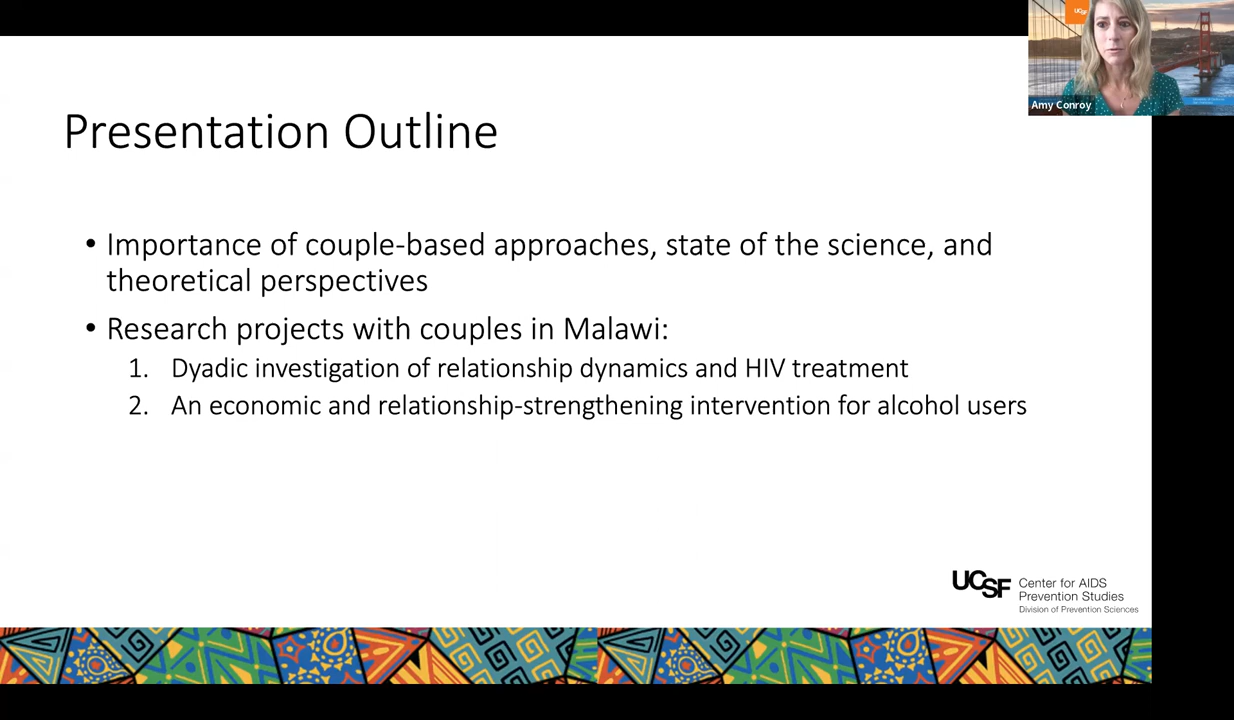 UCSF
Amy Conroy
Presentation Outline
• Importance of couple-based approaches, state of the science, and
theoretical perspectives
• Research projects with couples in Malawi:
1. Dyadic investigation of relationship dynamics and HIV treatment
2. An economic and relationship-strengthening intervention for alcohol users
UCSF
Center for AIDS
Prevention Studies
Division of Prevention Sciences